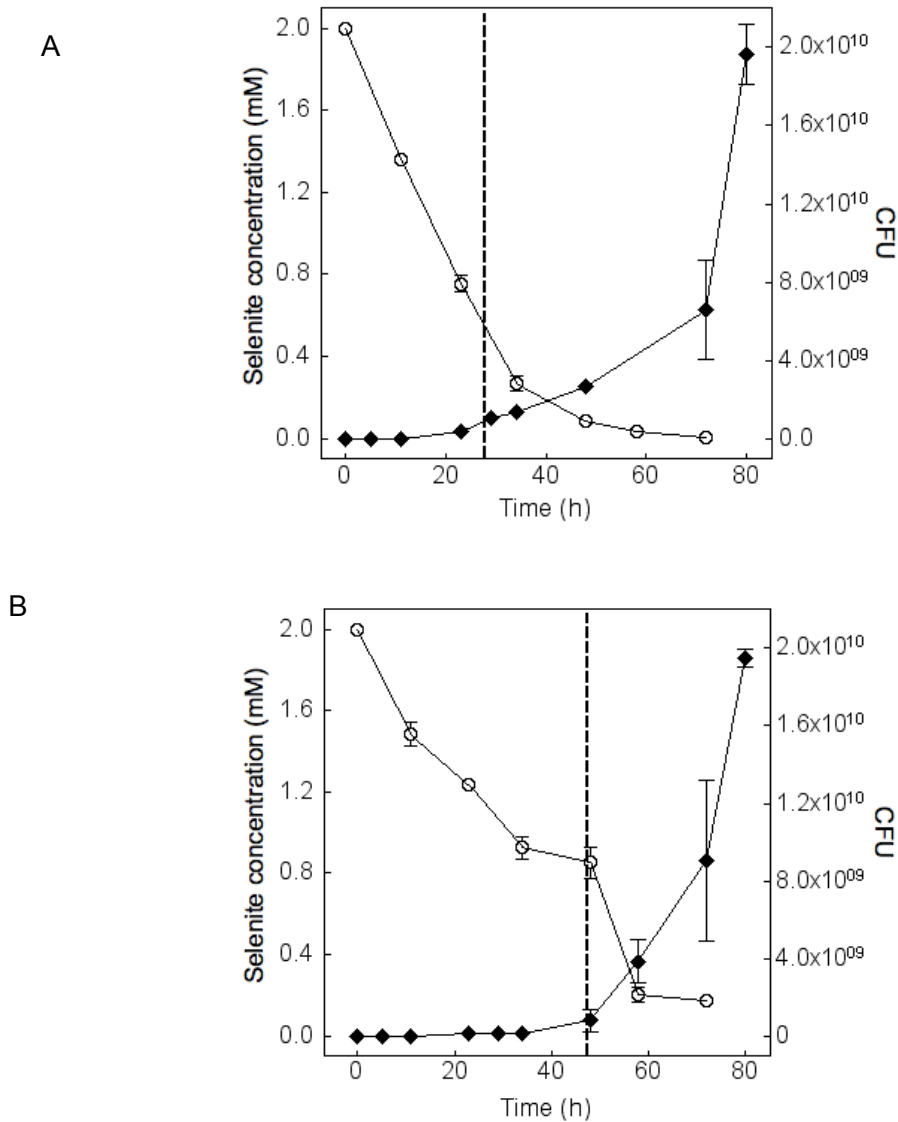 A
2.0
1.6
1.2
0.8
0.4
0.0
Selenite concentration (mM)
2.0x10¹⁰
1.6x10¹⁰
1.2x10¹⁰
8.0x10⁰⁹
4.0x10⁰⁹
0.0
CFU
0 20 40 60 80
Time (h)
B
2.0
1.6
1.2
0.8
0.4
0.0
Selenite concentration (mM)
2.0x10¹⁰
1.6x10¹⁰
1.2x10¹⁰
8.0x10⁰⁹
4.0x10⁰⁹
0
CFU
0 20 40 60 80
Time (h)